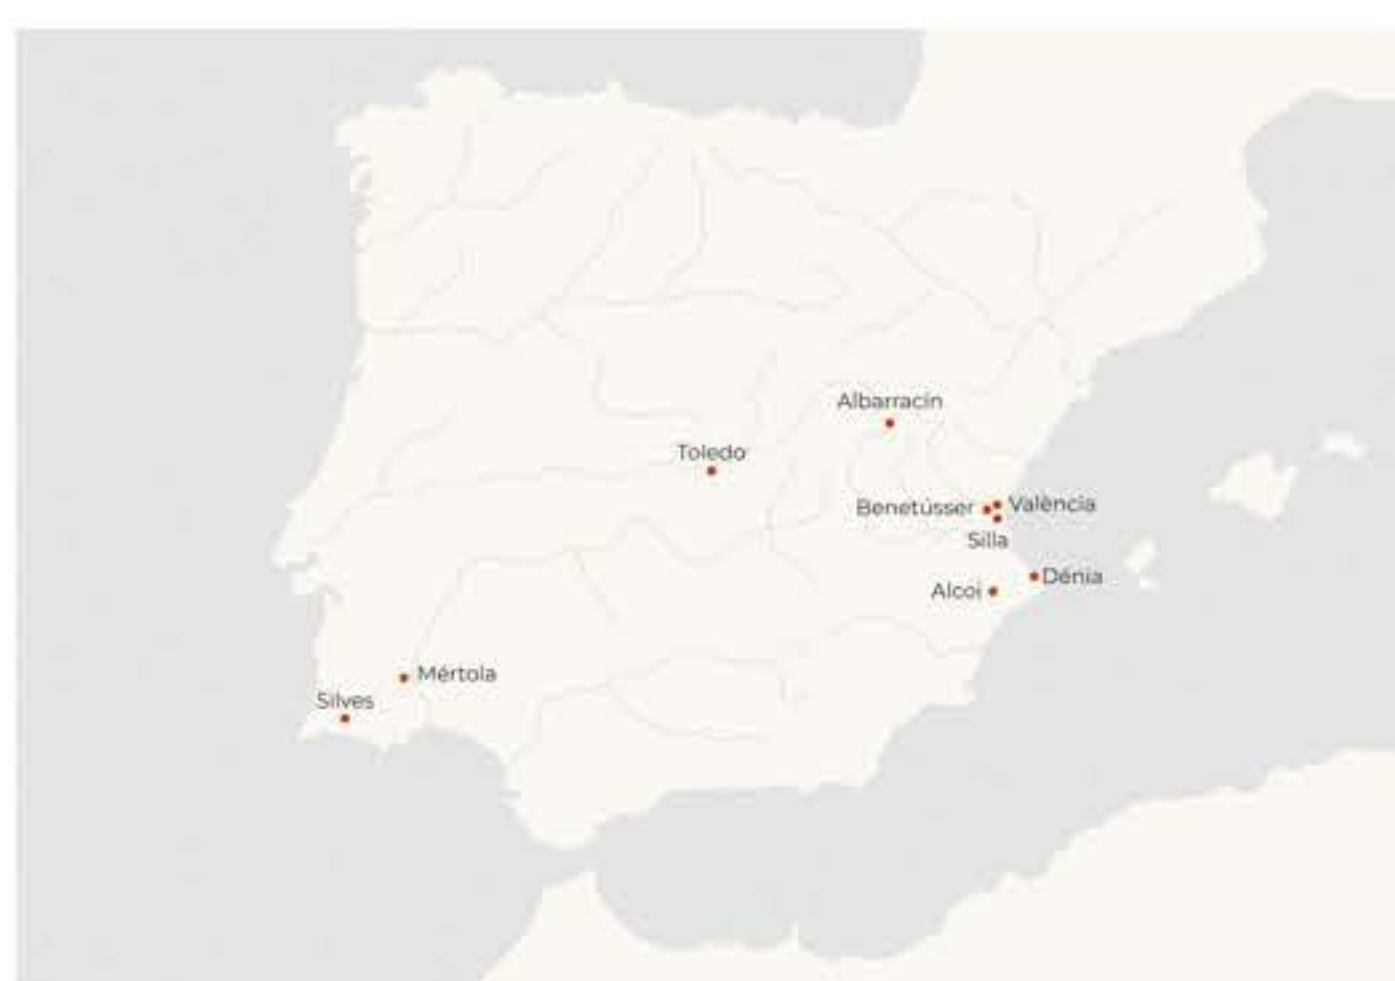 Albarracín
Toledo
Benetússer
València
Silla
Dénia
Alcoi
Mértola
Silves